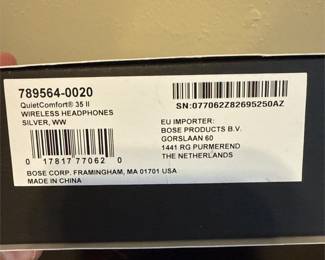 789564-0020
QuietComfort® 35 II
WIRELESS HEADPHONES
SILVER, WW
0 17817 77062 0
BOSE CORP. FRAMINGHAM, MA 01701 USA
MADE IN CHINA
SN:077062Z82695250AZ
EU IMPORTER:
BOSE PRODUCTS B.V.
GORSLAAN 60
1441 RG PURMEREND
THE NETHERLANDS